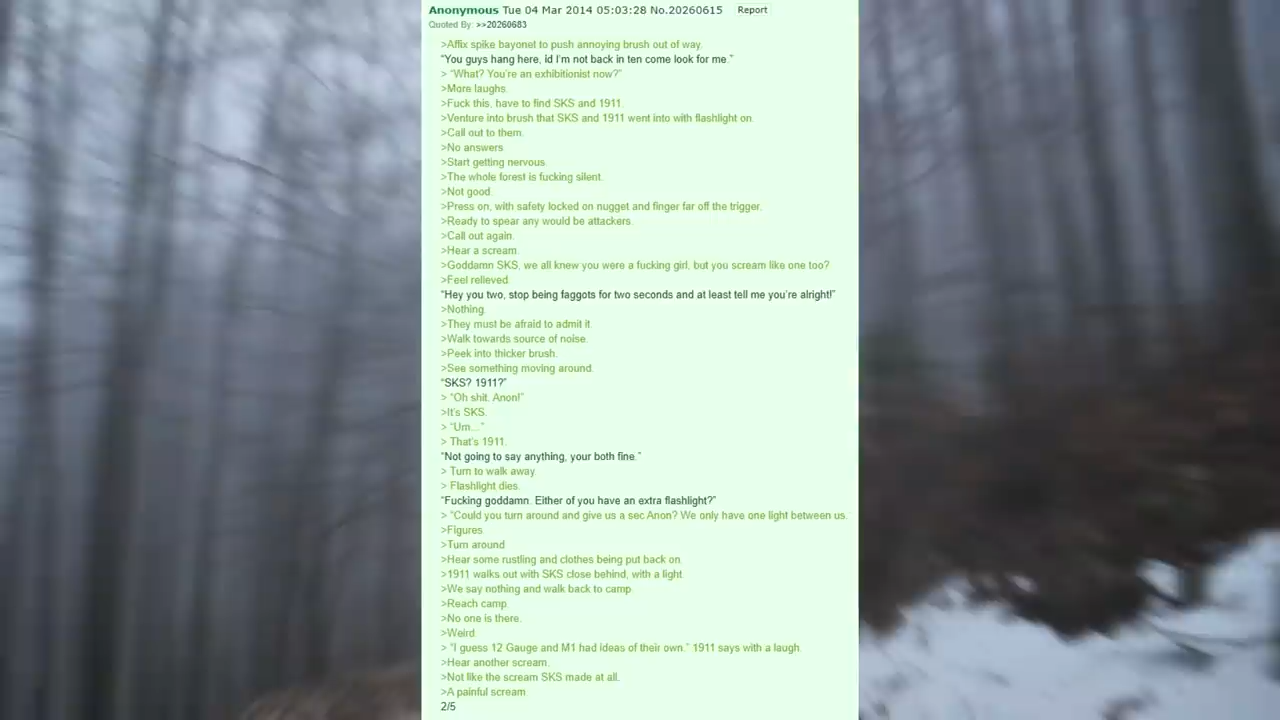 Anonymous Tue 04 Mar 2014 05:03:28 No.20260615 Report
Quoted By: >>20260683
>Affix spike bayonet to push annoying brush out of way.
“You guys hang here, id I'm not back in ten come look for me.”
> “What? You're an exhibitionist now?”
>More laughs.
>Fuck this, have to find SKS and 1911.
>Venture into brush that SKS and 1911 went into with flashlight on.
>Call out to them.
>No answers
>Start getting nervous.
>The whole forest is fucking silent.
>Not good.
>Press on, with safety locked on nugget and finger far off the trigger.
>Ready to spear any would be attackers.
>Call out again.
>Hear a scream.
>Goddamn SKS, we all knew you were a fucking girl, but you scream like one too?
>Feel relieved.
“Hey you two, stop being faggots for two seconds and at least tell me you're alright!”
>Nothing.
>They must be afraid to admit it.
>Walk towards source of noise.
>Peek into thicker brush.
>See something moving around.
“SKS? 1911?”
> “Oh shit. Anon!”
>It's SKS.
> “Um...”
> That's 1911.
“Not going to say anything, your both fine.”
> Turn to walk away.
> Flashlight dies.
“Fucking goddamn. Either of you have an extra flashlight?”
> “Could you turn around and give us a sec Anon? We only have one light between us.
>Figures
>Turn around
>Hear some rustling and clothes being put back on.
>1911 walks out with SKS close behind, with a light.
>We say nothing and walk back to camp.
>Reach camp.
>No one is there.
>Weird.
> “I guess 12 Gauge and M1 had ideas of their own.” 1911 says with a laugh.
>Hear another scream.
>Not like the scream SKS made at all.
>A painful scream
2/5